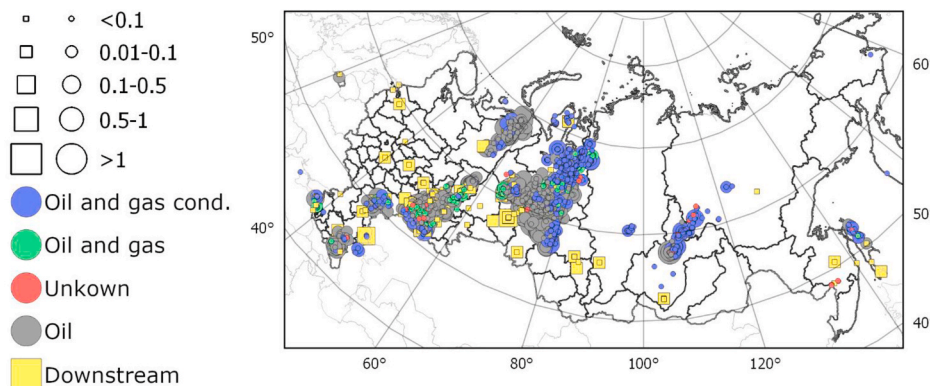 <0.1
0.01-0.1
0.1-0.5
0.5-1
>1
Oil and gas cond.
Oil and gas
Unkown
Oil
Downstream
50°
40°
60
50
40
60°
80°
100°
120°